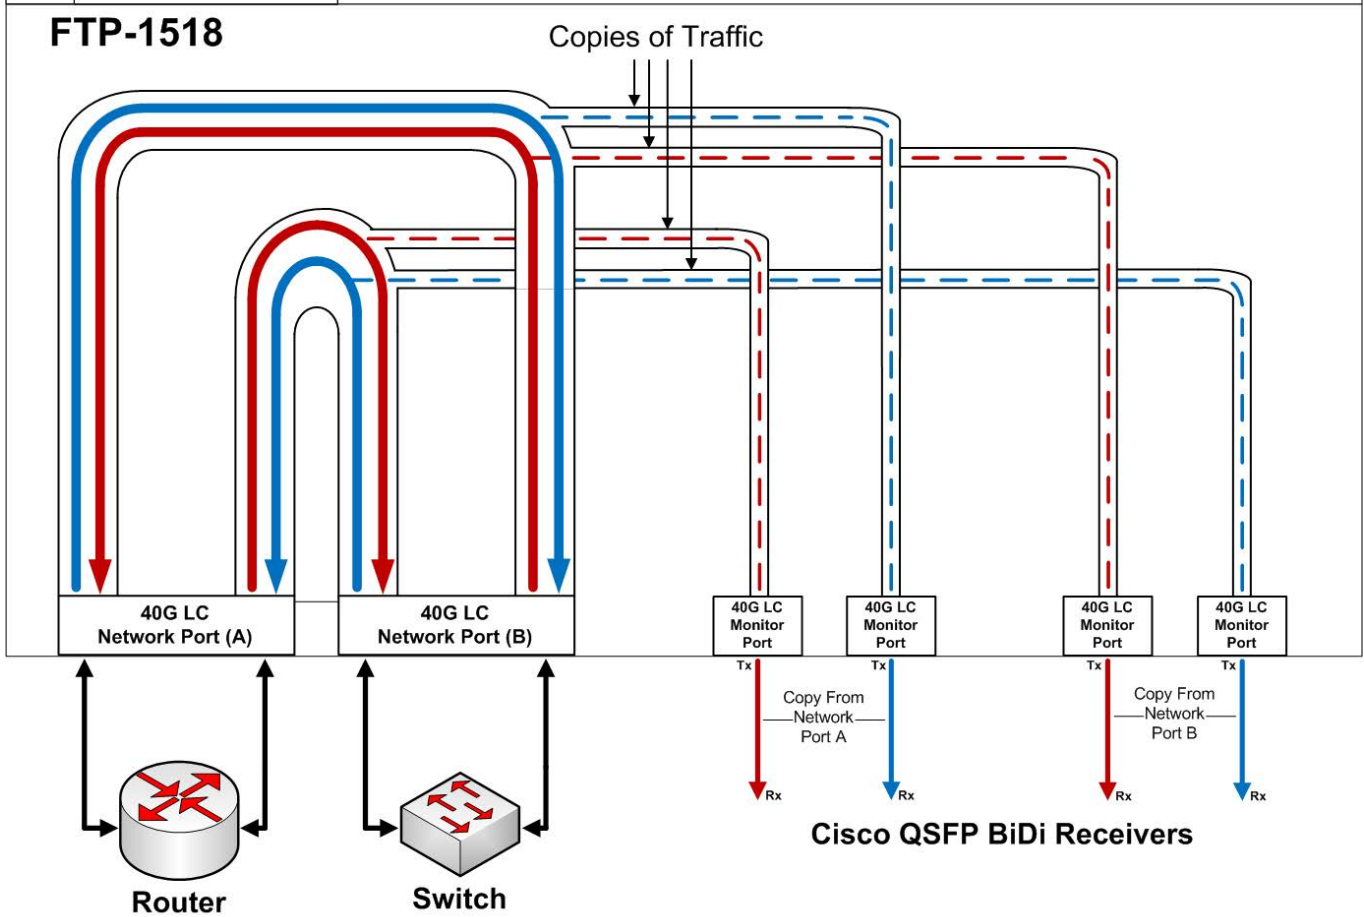 FTP-1518
Copies of Traffic
40G LC
Network Port (A)
40G LC
Network Port (B)
40G LC
Monitor
Port
40G LC
Monitor
Port
40G LC
Monitor
Port
40G LC
Monitor
Port
Tx
Tx
Tx
Tx
Copy From
Network
Port A
Copy From
Network
Port B
Rx
Rx
Rx
Rx
Cisco QSFP BiDi Receivers
Router
Switch